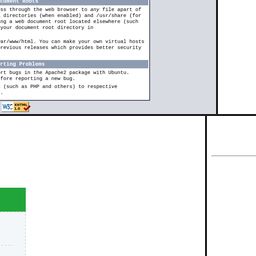 ument Roots
ss through the web browser to any file apart of
directories (when enabled) and /usr/share (for
ng a web document root located elsewhere (such
your document root directory in
ar/www/html. You can make your own virtual hosts
revious releases which provides better security
rting Problems
ort bugs in the Apache2 package with Ubuntu.
efore reporting a new bug.
(such as PHP and others) to respective
.
W3C XHTML 1.0